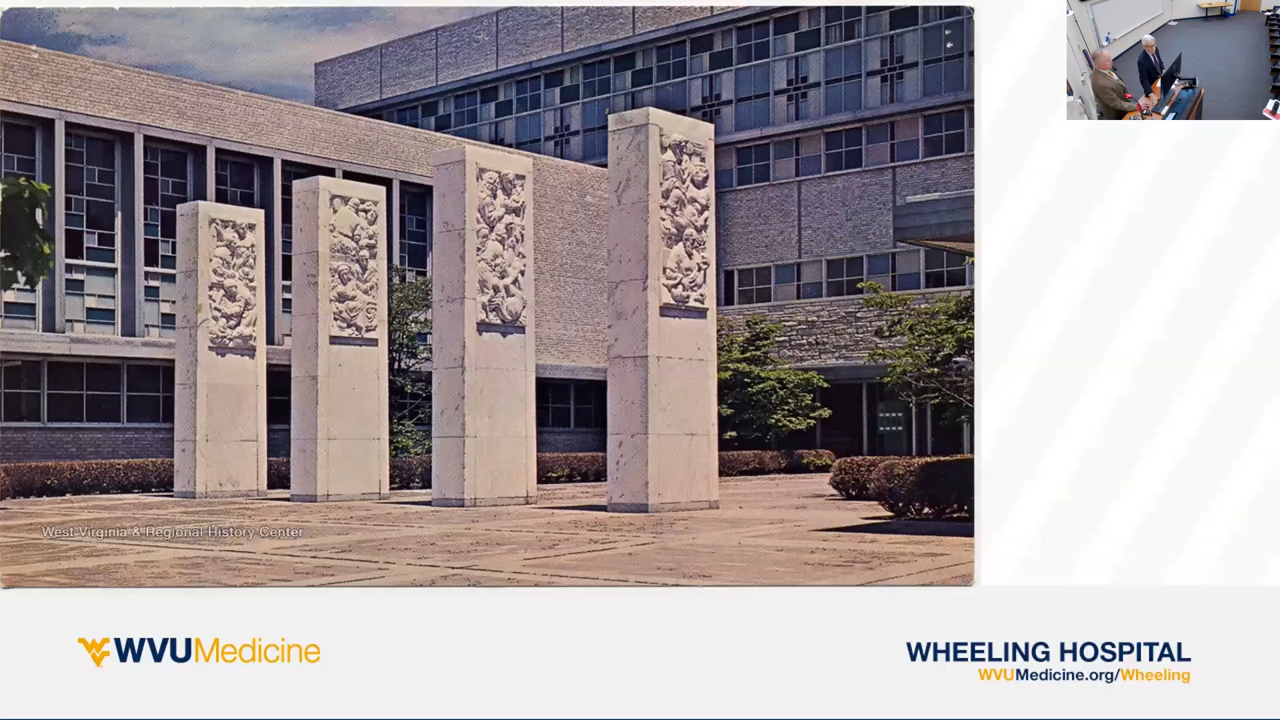 West Virginia & Regional History Center
WVUMedicine
WHEELING HOSPITAL
WVUMedicine.org/Wheeling